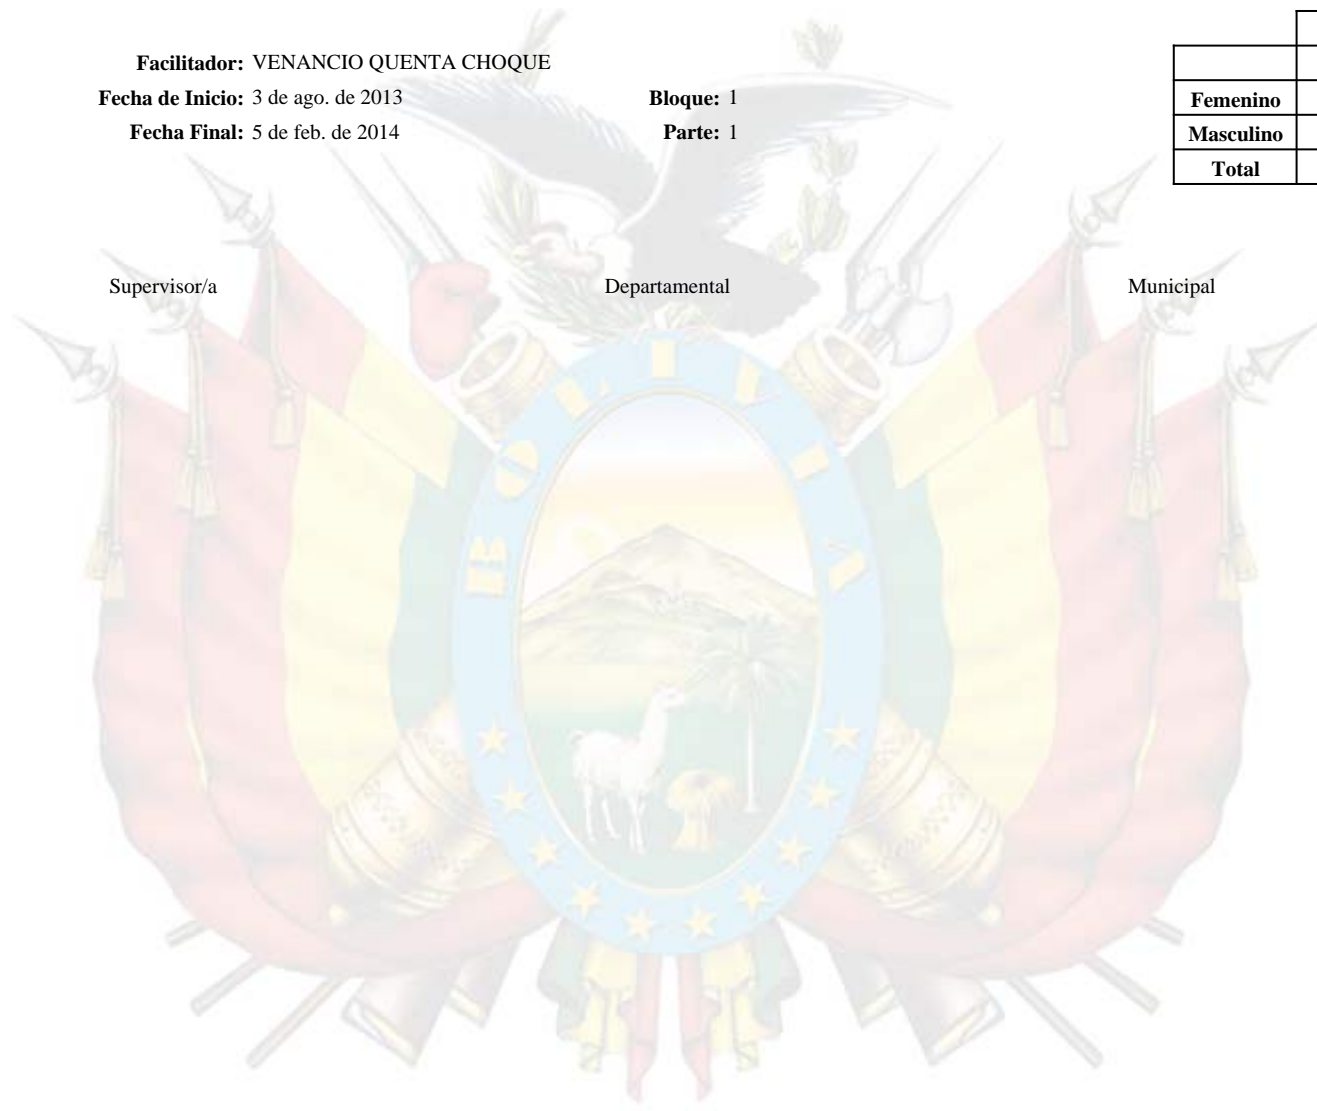 Facilitador: VENANCIO QUENTA CHOQUE
Fecha de Inicio: 3 de ago. de 2013 Bloque: 1
Fecha Final: 5 de feb. de 2014 Parte: 1
Femenino
Masculino
Total
Supervisor/a Departamental Municipal
BOLIVIA